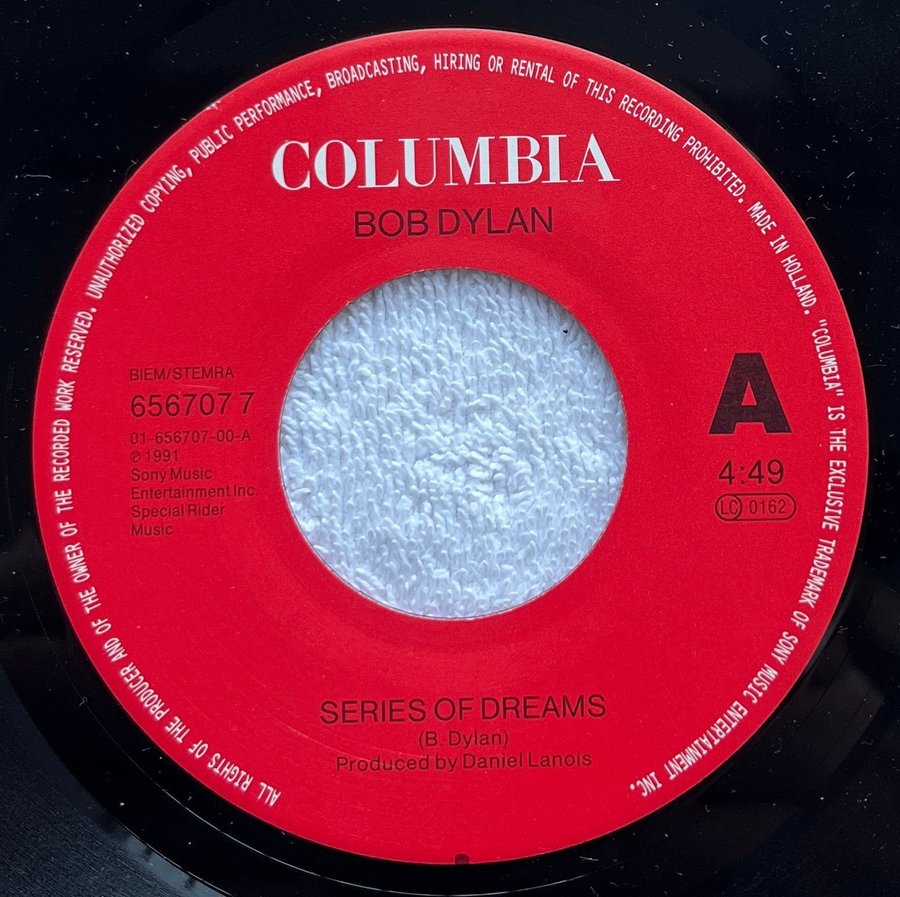 ALL RIGHTS OF THE PRODUCER AND OF THE OWNER OF THE RECORDED WORK RESERVED. UNAUTHORIZED COPYING, PUBLIC PERFORMANCE, BROADCASTING, HIRING OR RENTAL OF THIS RECORDING PROHIBITED. MADE IN HOLLAND. "COLUMBIA" IS THE EXCLUSIVE TRADEMARK OF SONY MUSIC ENTERTAINMENT INC.
COLUMBIA
BOB DYLAN
BIEM/STEMRA
656707 7
01-656707-00-A
℗ 1991
Sony Music
Entertainment Inc.
Special Rider
Music
A
4:49
LC 0162
SERIES OF DREAMS
(B. Dylan)
Produced by Daniel Lanois